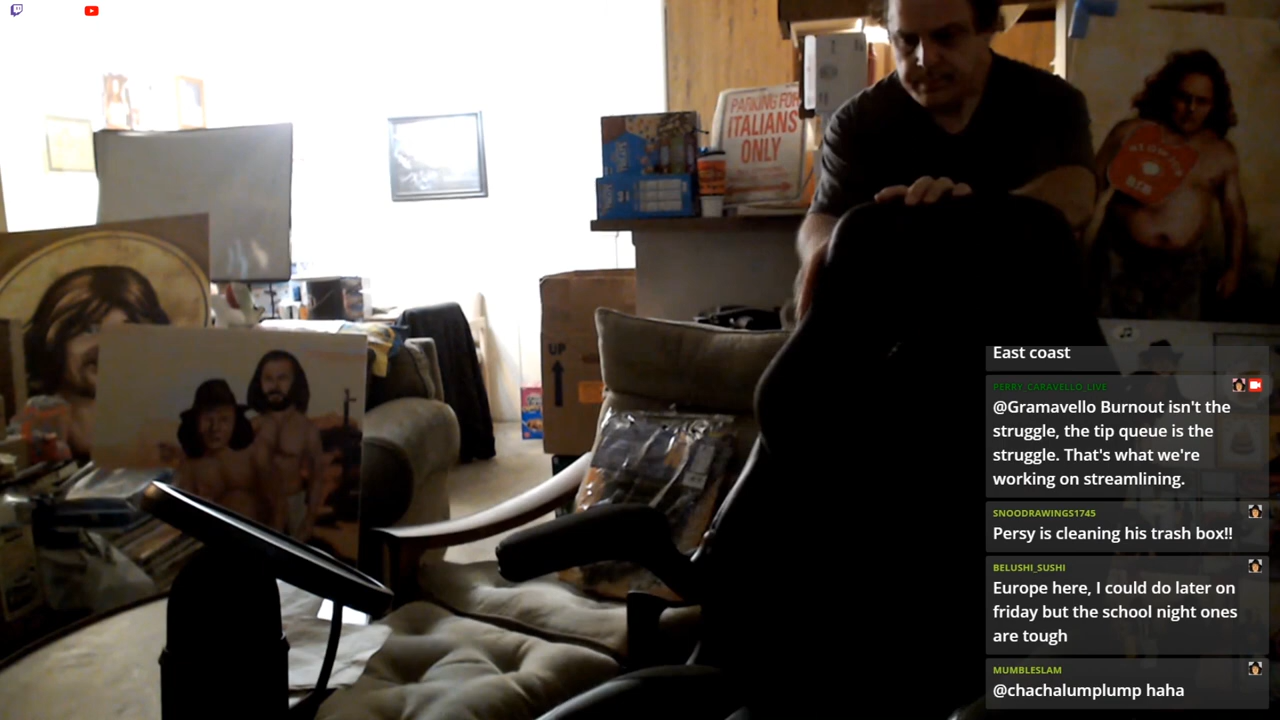 PARKING FOR
ITALIANS
ONLY
UP
East coast
PERRY_CARAVELLO_LIVE
@Gramavello Burnout isn't the
struggle, the tip queue is the
struggle. That's what we're
working on streamlining.
SNOODRAWINGS1745
Persy is cleaning his trash box!!
BELUSHI_SUSHI
Europe here, I could do later on
friday but the school night ones
are tough
MUMBLESLAM
@chachalumplump haha